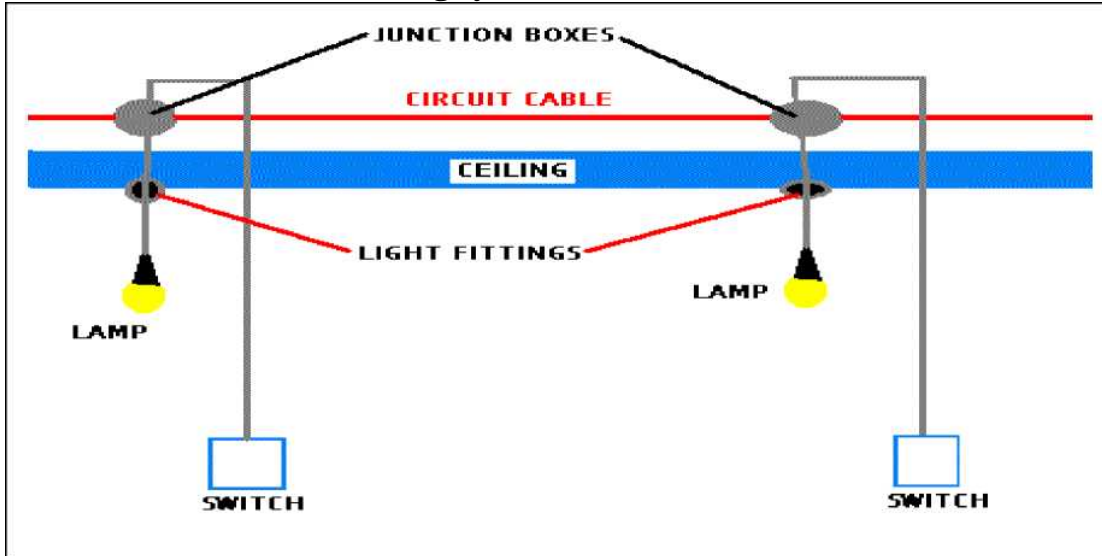 JUNCTION BOXES
CIRCUIT CABLE
CEILING
LIGHT FITTINGS
LAMP
LAMP
SWITCH
SWITCH